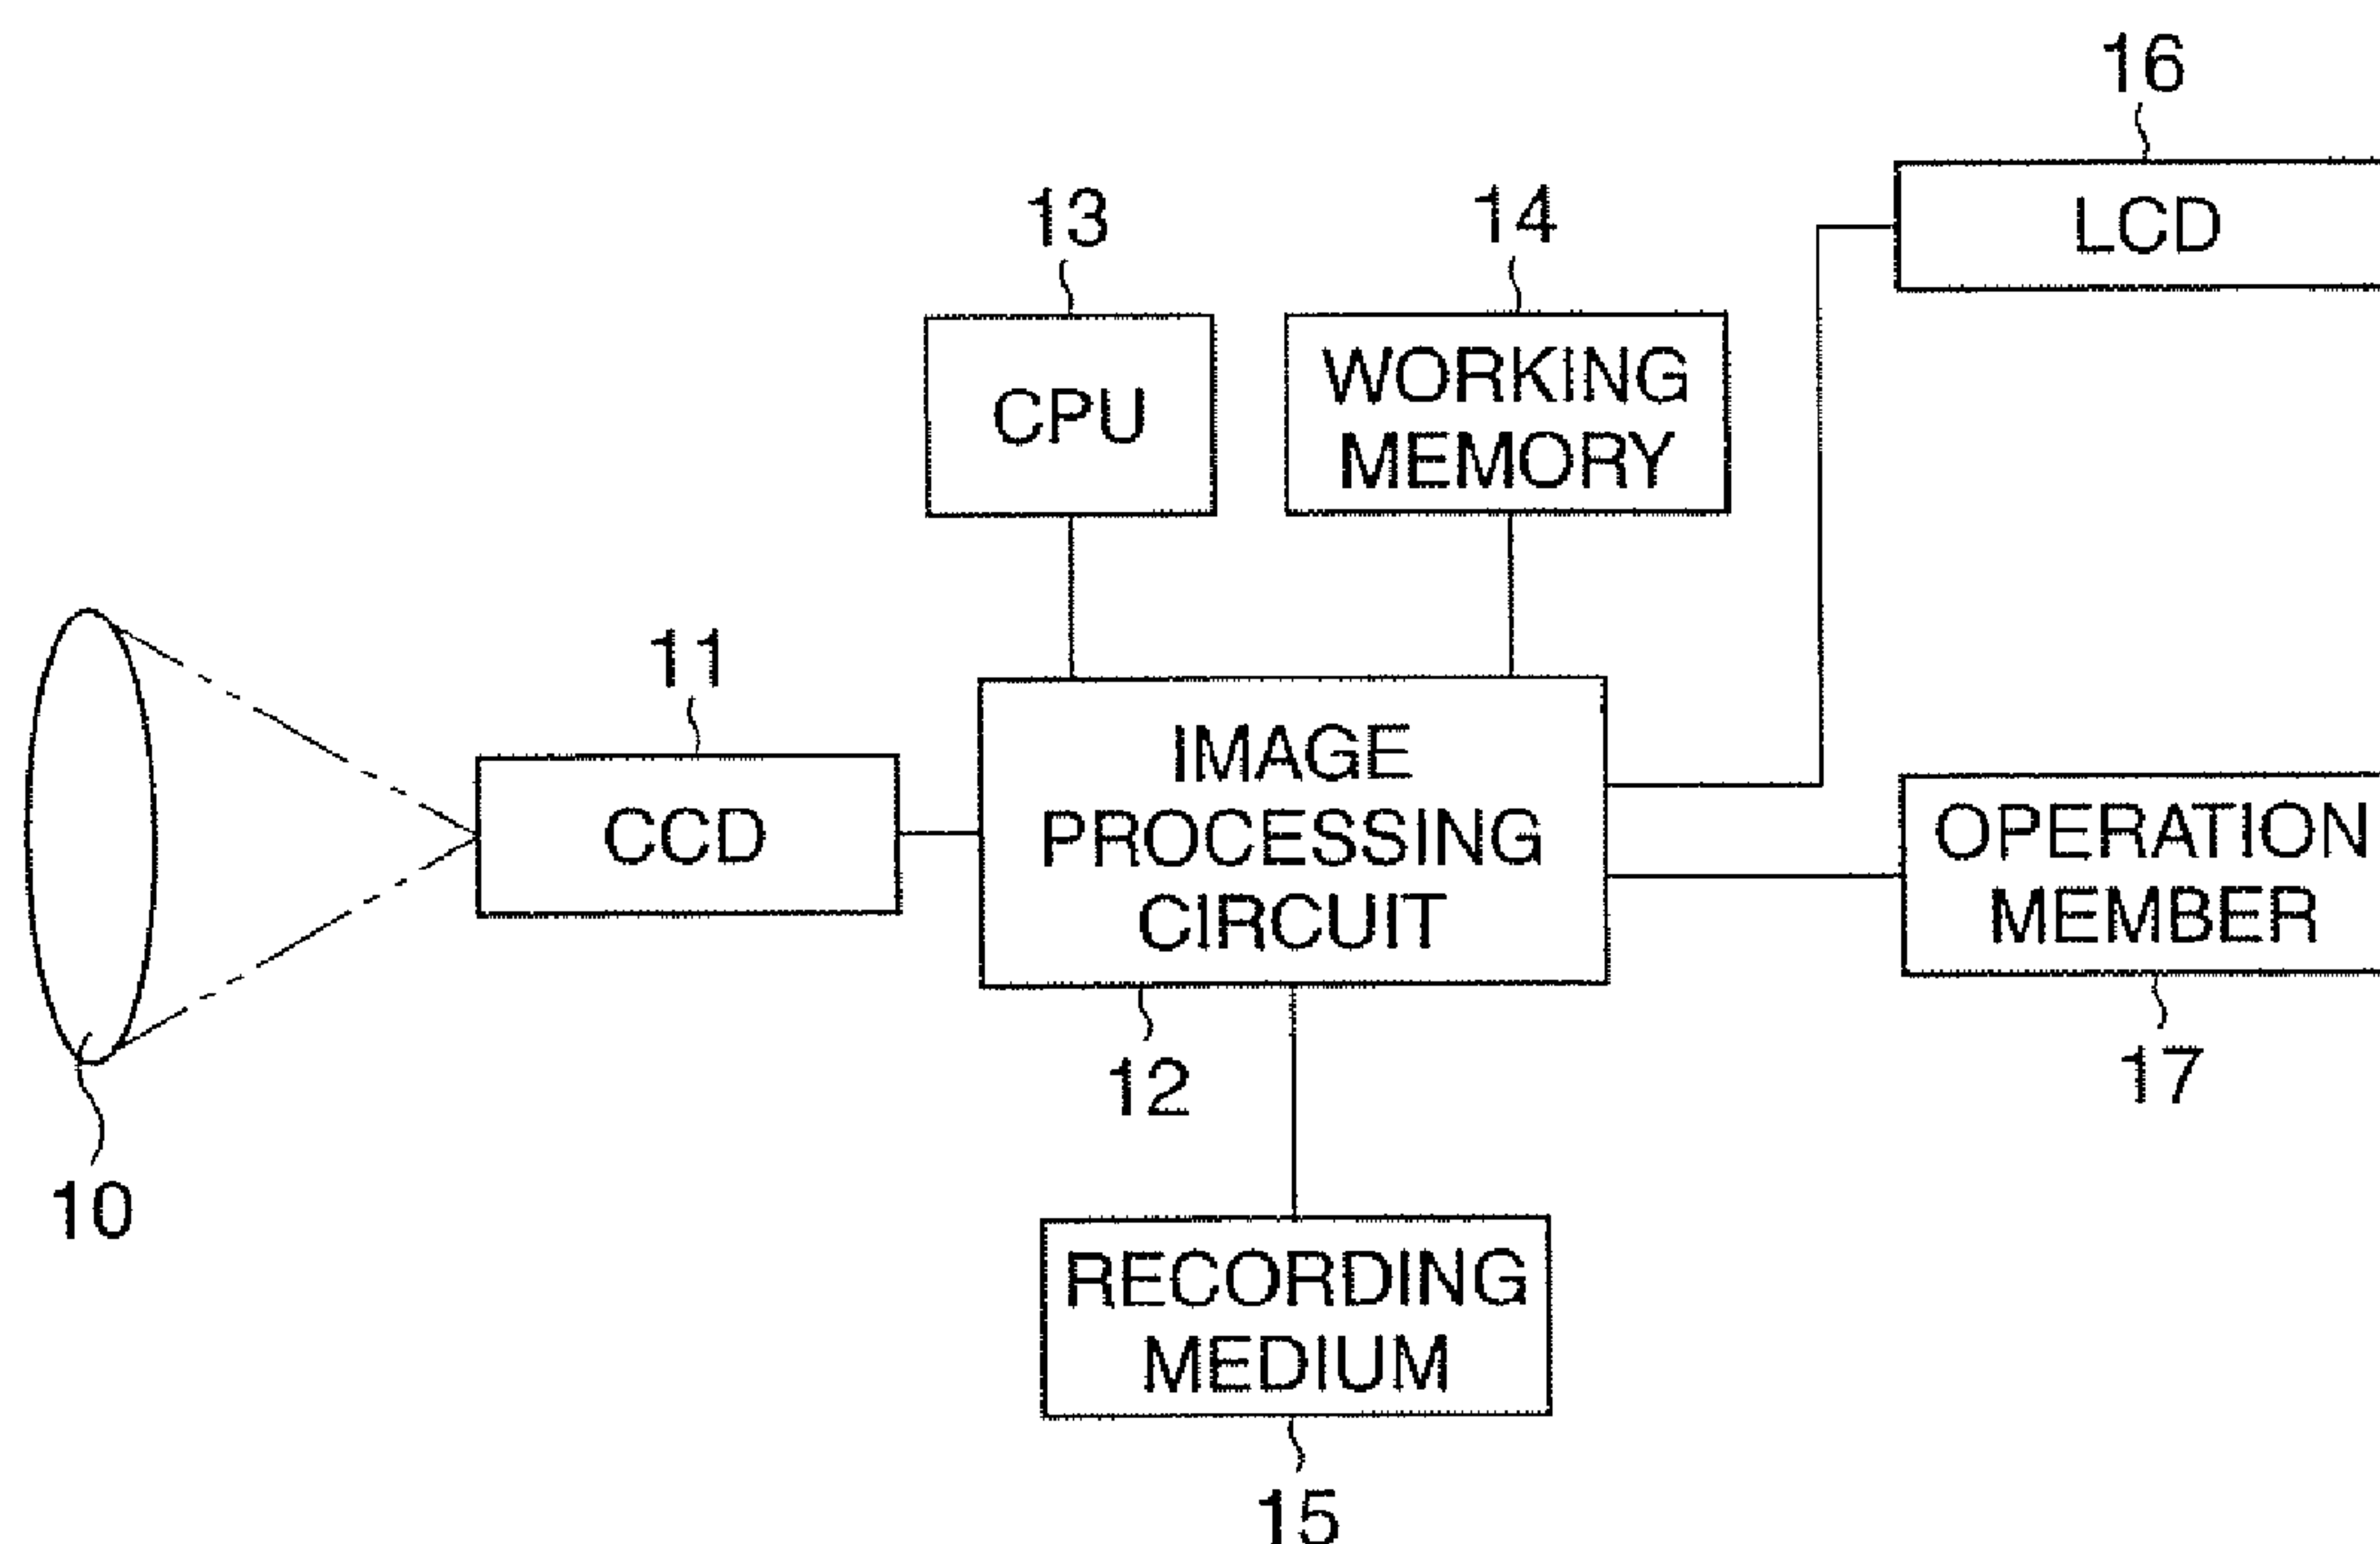 16
LCD
13
CPU
14
WORKING
MEMORY
11
CCD
IMAGE
PROCESSING
CIRCUIT
12
OPERATION
MEMBER
17
10
RECORDING
MEDIUM
15